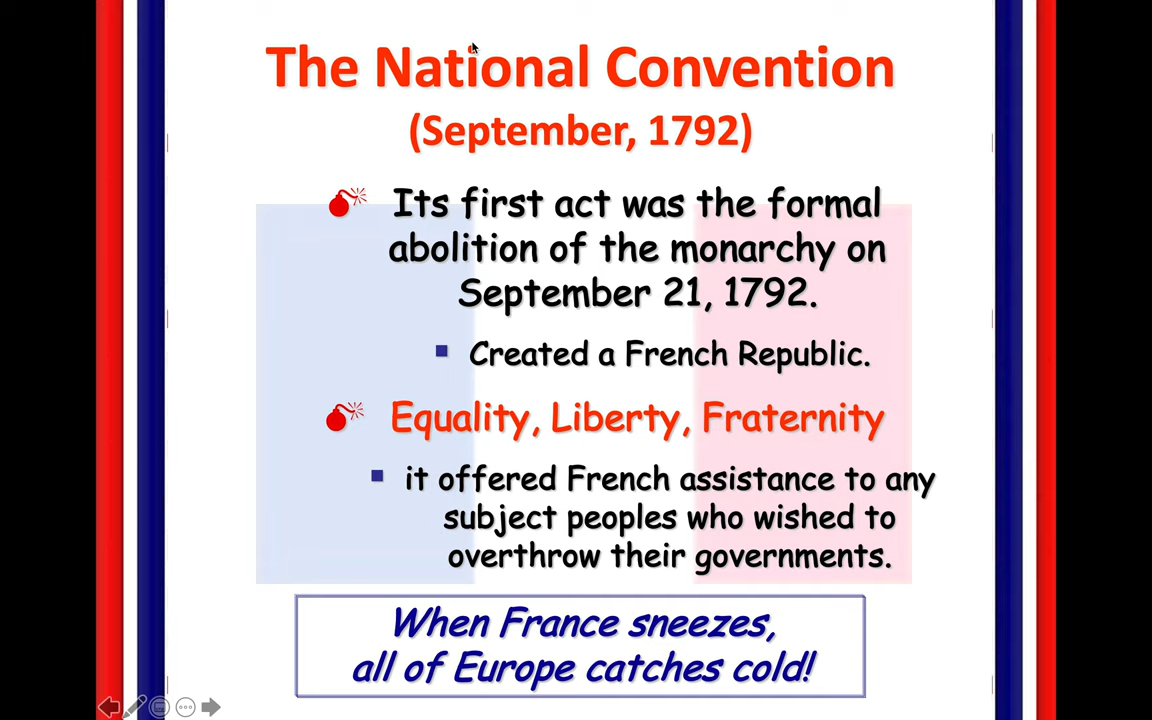 The National Convention
(September, 1792)
Its first act was the formal
abolition of the monarchy on
September 21, 1792.
Created a French Republic.
Equality, Liberty, Fraternity
it offered French assistance to any
subject peoples who wished to
overthrow their governments.
When France sneezes,
all of Europe catches cold!